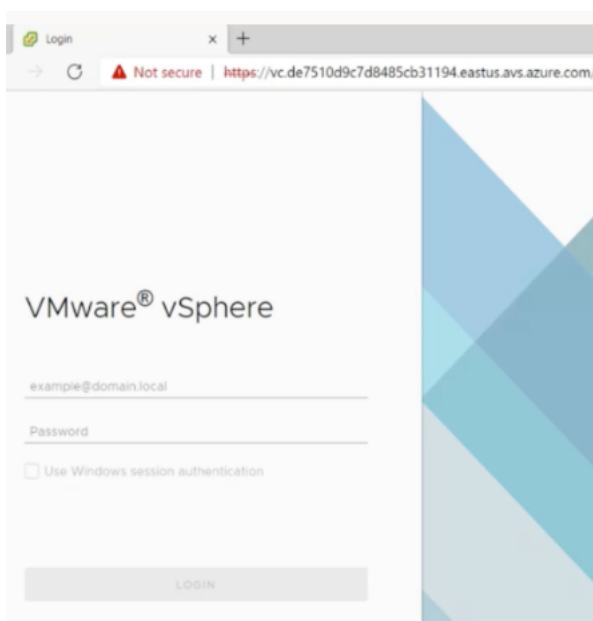 Login
Not secure | https://vc.de7510d9c7d8485cb31194.eastus.avs.azure.com/
VMware® vSphere
example@domain.local
Password
Use Windows session authentication
LOGIN